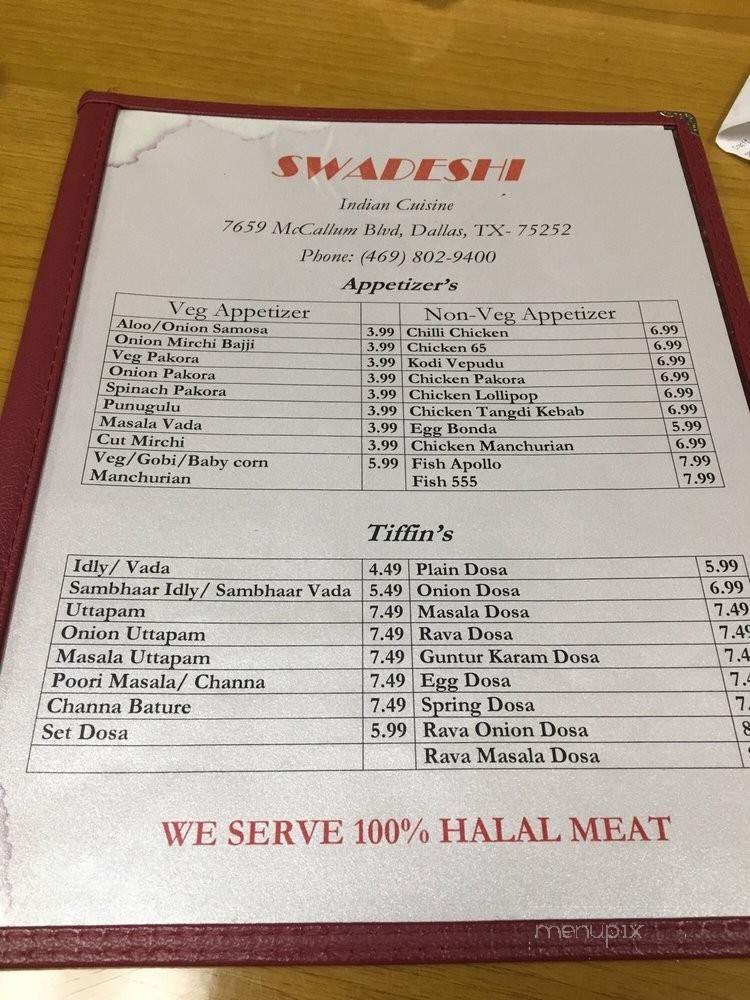 SWADESHI
Indian Cuisine
7659 McCallum Blvd, Dallas, TX- 75252
Phone: (469) 802-9400
Appetizer's
Veg Appetizer Non-Veg Appetizer
Aloo/Onion Samosa 3.99 Chilli Chicken 6.99
Onion Mirchi Bajji 3.99 Chicken 65 6.99
Veg Pakora 3.99 Kodi Vepudu 6.99
Onion Pakora 3.99 Chicken Pakora 6.99
Spinach Pakora 3.99 Chicken Lollipop 6.99
Punugulu 3.99 Chicken Tangdi Kebab 6.99
Masala Vada 3.99 Egg Bonda 5.99
Cut Mirchi 3.99 Chicken Manchurian 6.99
Veg/Gobi/Baby corn 5.99 Fish Apollo 7.99
Manchurian Fish 555 7.99
Tiffin's
Idly/ Vada 4.49 Plain Dosa 5.99
Sambhaar Idly/ Sambhaar Vada 5.49 Onion Dosa 6.99
Uttapam 7.49 Masala Dosa 7.49
Onion Uttapam 7.49 Rava Dosa 7.49
Masala Uttapam 7.49 Guntur Karam Dosa 7.4
Poori Masala/ Channa 7.49 Egg Dosa 7.
Channa Bature 7.49 Spring Dosa 7.
Set Dosa 5.99 Rava Onion Dosa 8
Rava Masala Dosa
WE SERVE 100% HALAL MEAT
menupix